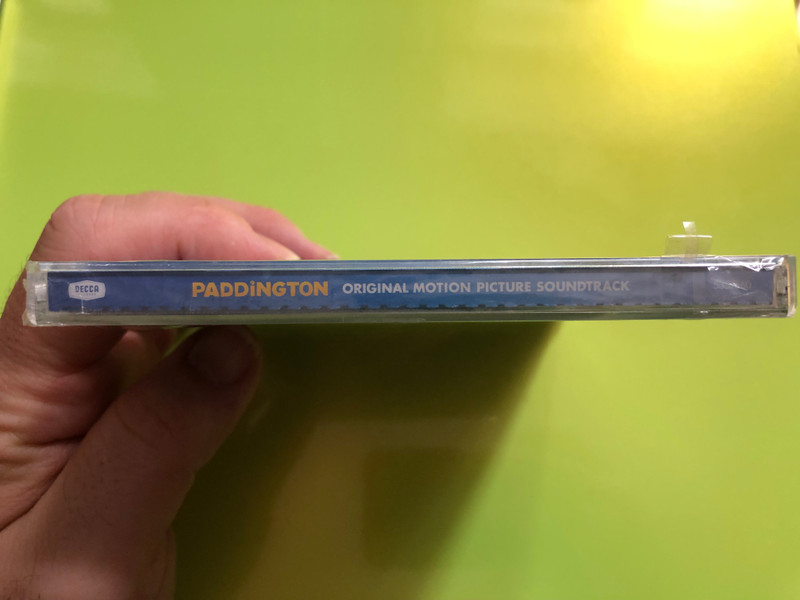 DECCA
PADDiNGTON ORIGINAL MOTION PICTURE SOUNDTRACK